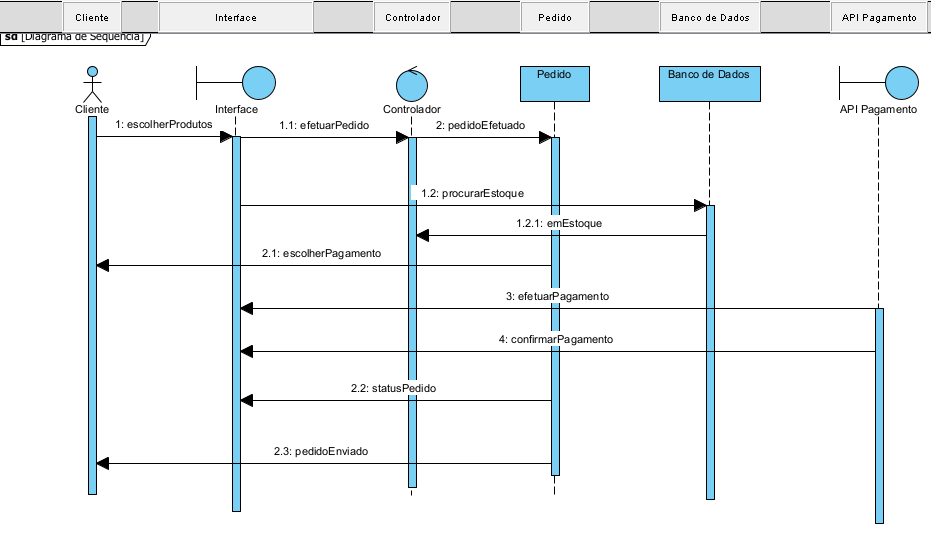 Cliente
Interface
Controlador
Pedido
Banco de Dados
API Pagamento
sd [Diagrama de Sequência]
Pedido
Banco de Dados
Cliente
Interface
Controlador
API Pagamento
1: escolherProdutos
1.1: efetuarPedido
2: pedidoEfetuado
1.2: procurarEstoque
1.2.1: emEstoque
2.1: escolherPagamento
3: efetuarPagamento
4: confirmarPagamento
2.2: statusPedido
2.3: pedidoEnviado